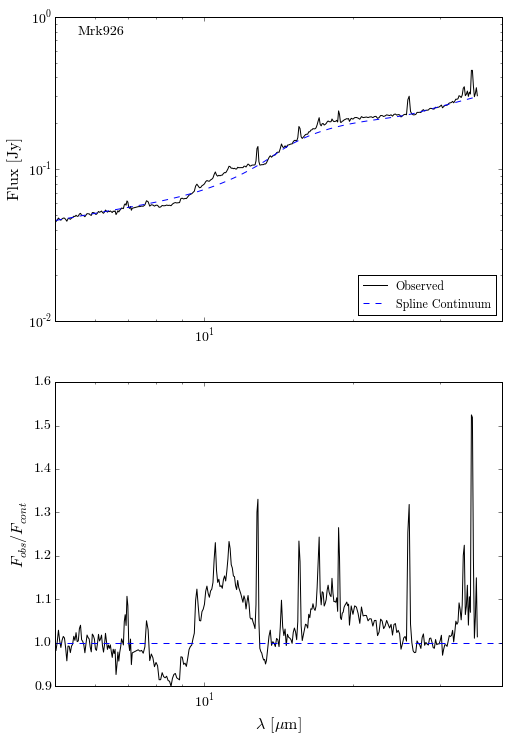 10^0
Mrk926
Flux [Jy]
10^-1
Observed
Spline Continuum
10^-2
10^1
1.6
1.5
1.4
1.3
F_obs/F_cont
1.2
1.1
1.0
0.9
10^1
λ [μm]